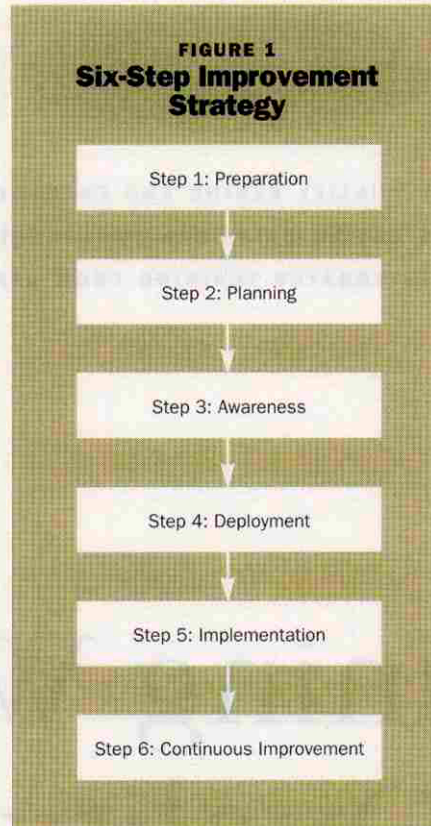 FIGURE 1
Six-Step Improvement
Strategy
Step 1: Preparation
Step 2: Planning
Step 3: Awareness
Step 4: Deployment
Step 5: Implementation
Step 6: Continuous Improvement